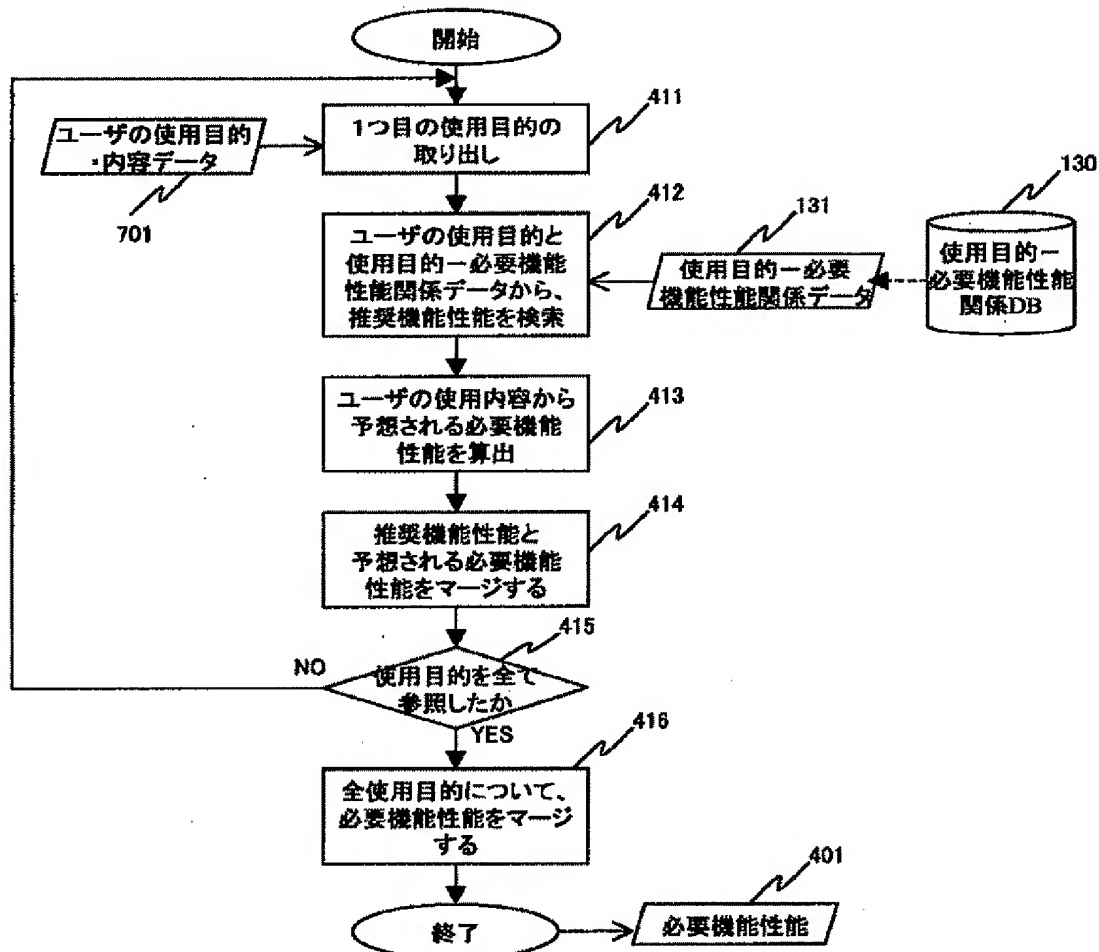 開始
411
1つ目の使用目的の
取り出し
ユーザの使用目的
・内容データ
701
412
ユーザの使用目的と
使用目的－必要機能
性能関係データから、
推奨機能性能を検索
131
使用目的－必要
機能性能関係データ
130
使用目的－
必要機能性能
関係DB
413
ユーザの使用内容から
予想される必要機能
性能を算出
414
推奨機能性能と
予想される必要機能
性能をマージする
415
使用目的を全て
参照したか
NO
YES
416
全使用目的について、
必要機能性能をマージ
する
401
終了
必要機能性能